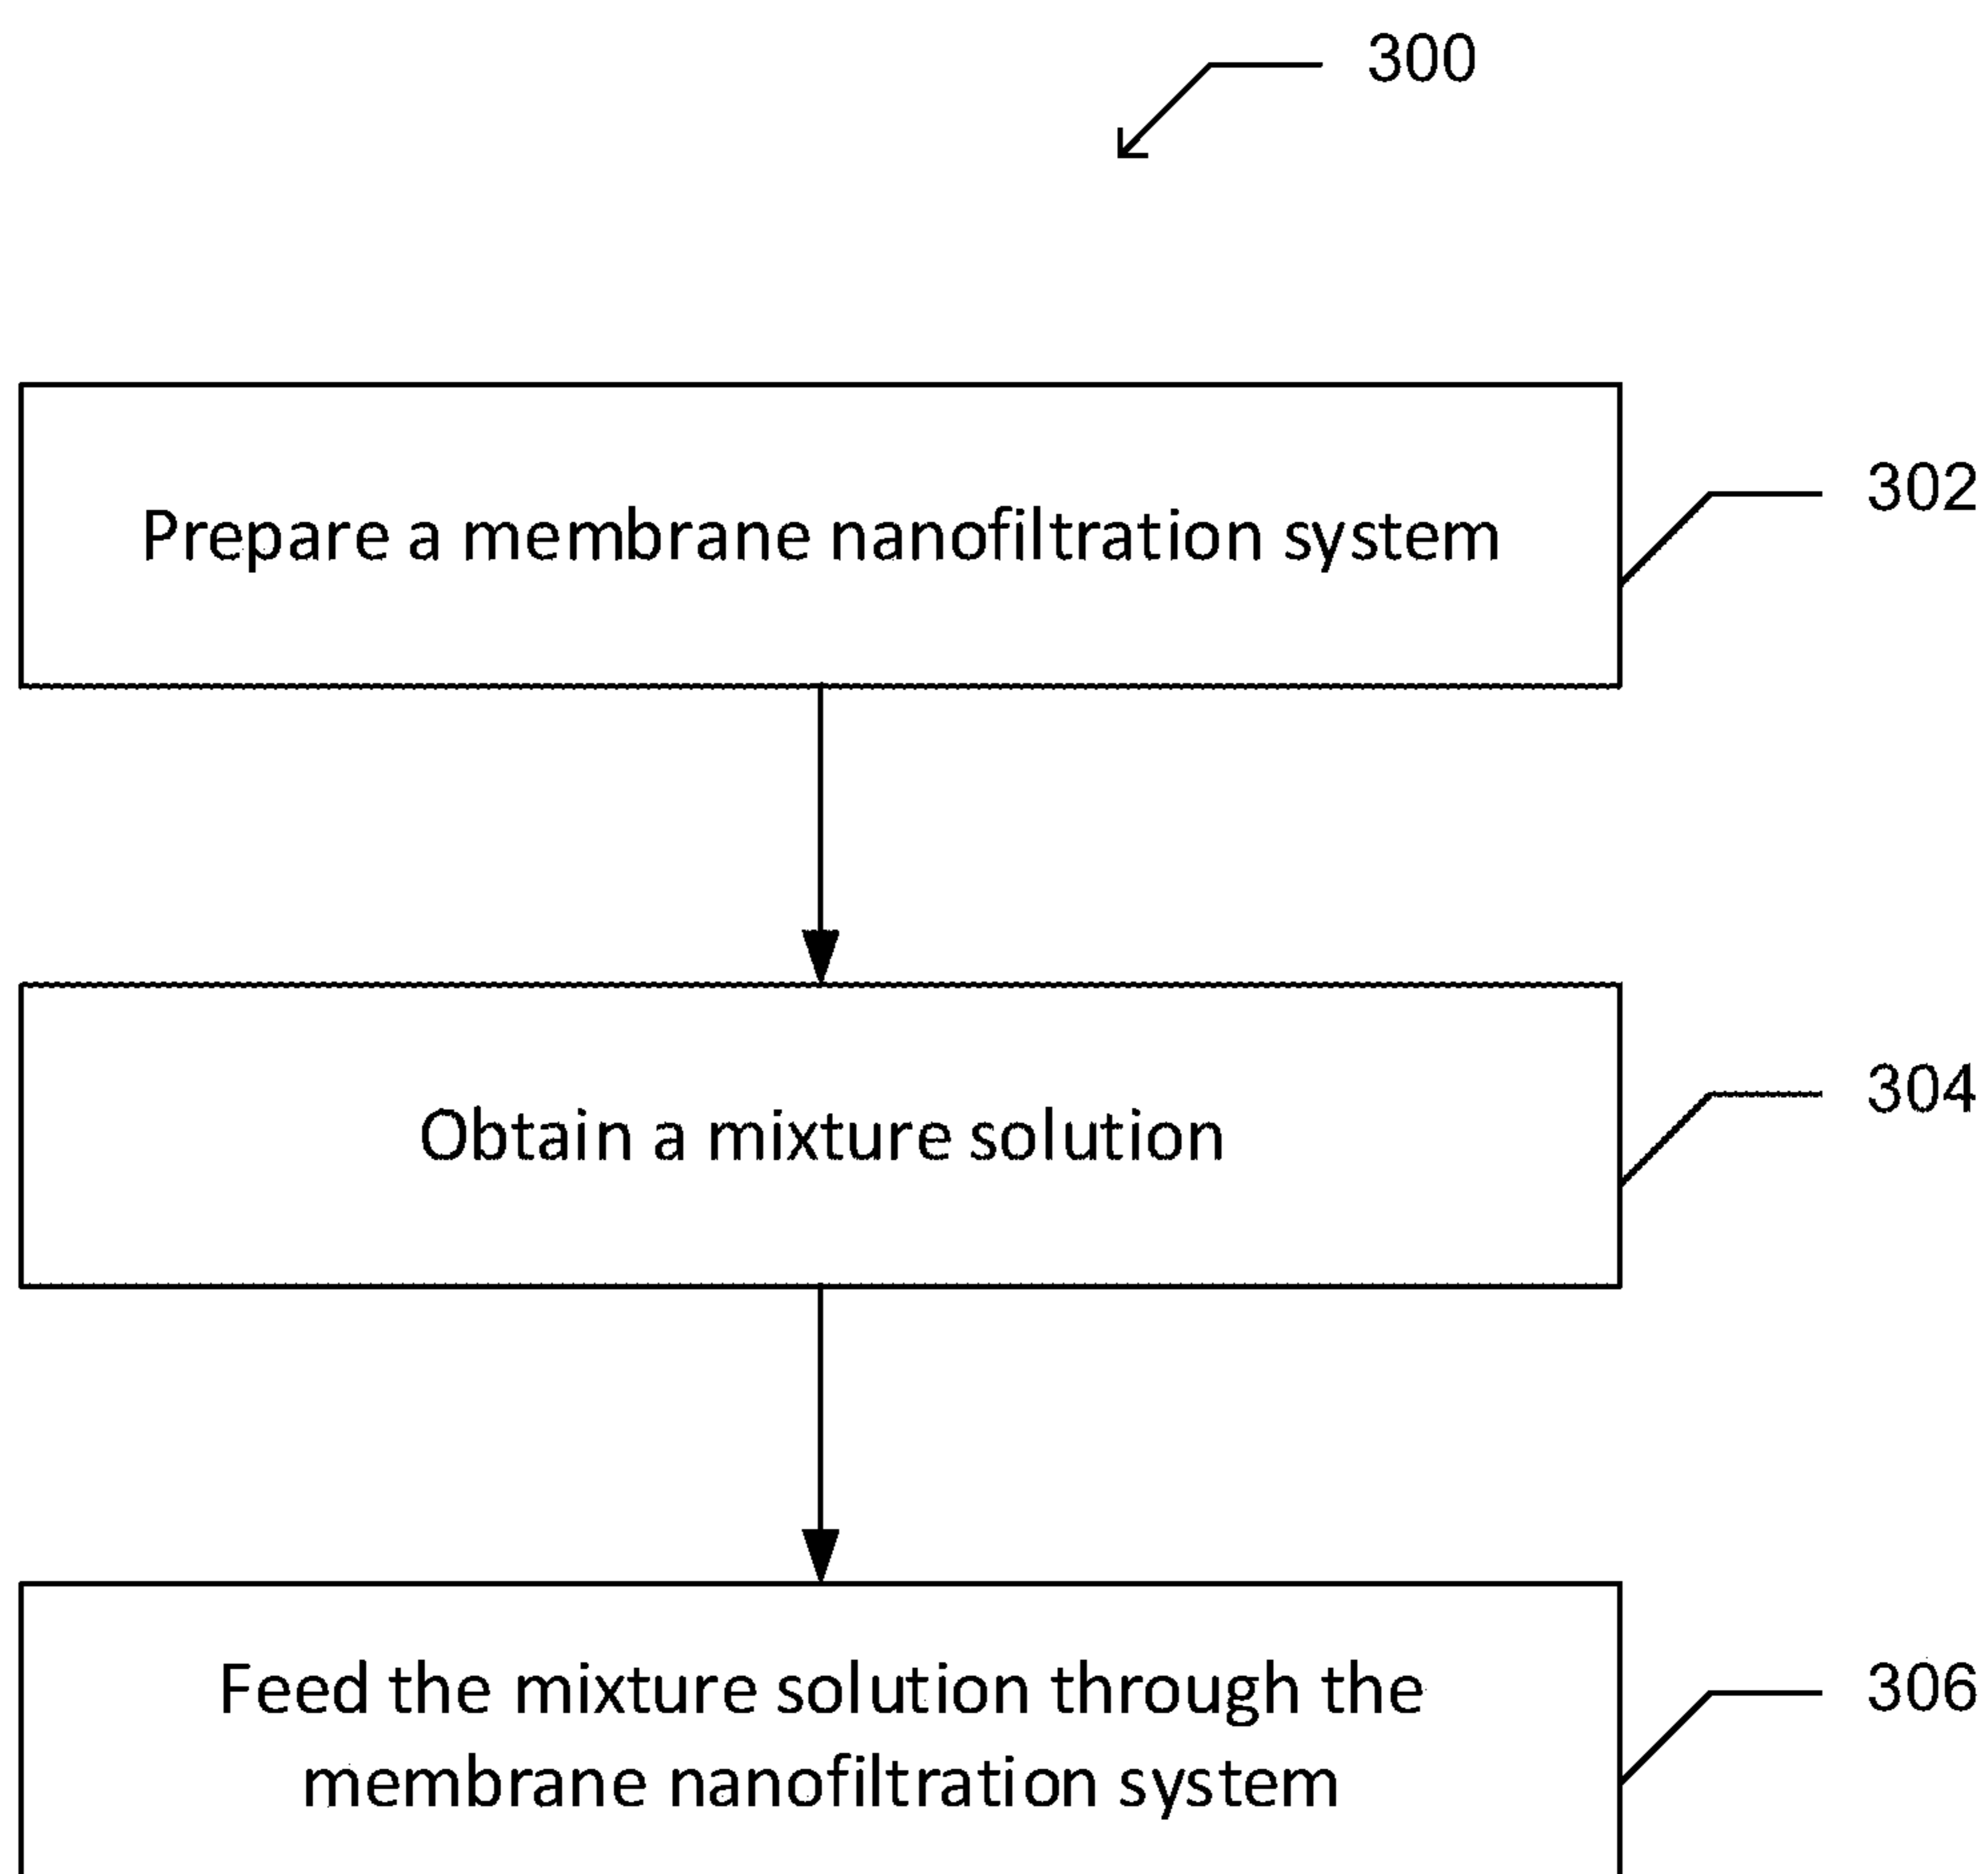 300
Prepare a membrane nanofiltration system
302
Obtain a mixture solution
304
Feed the mixture solution through the
membrane nanofiltration system
306